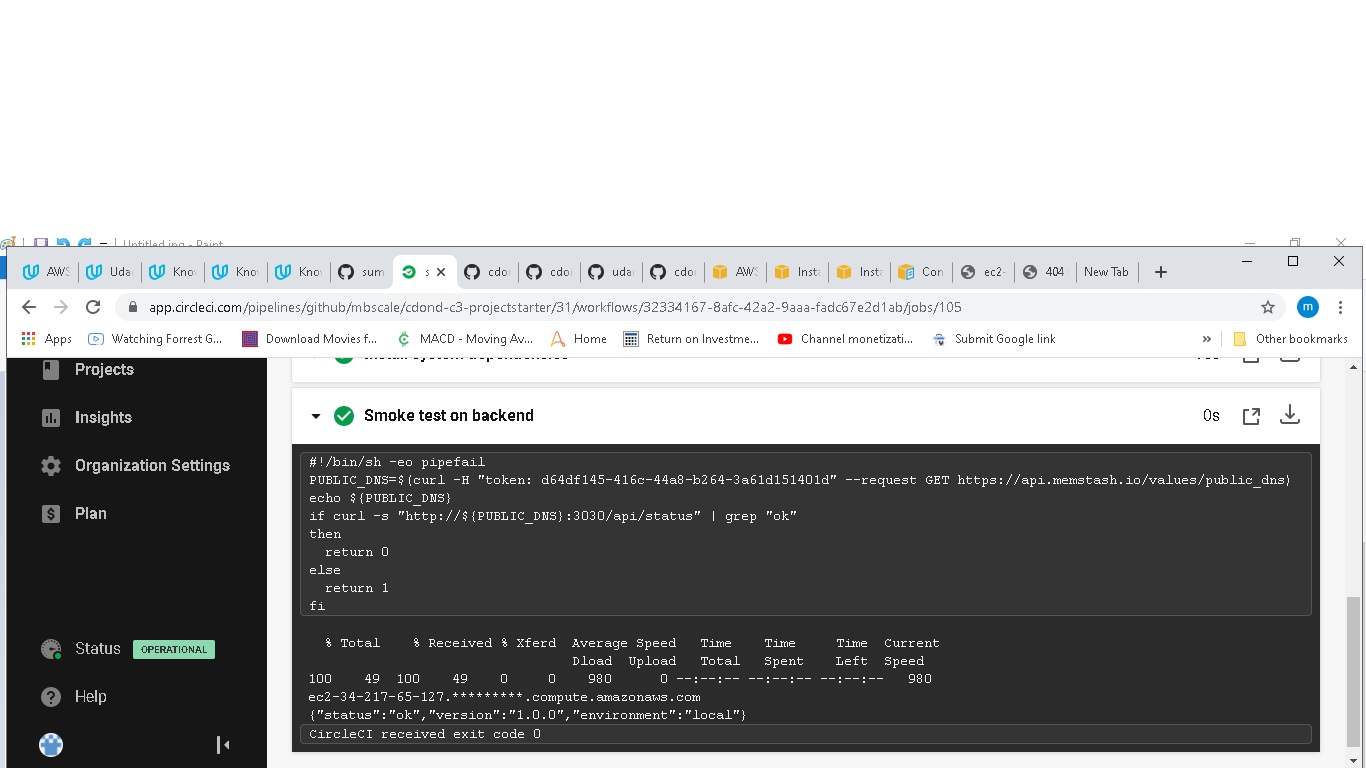 Untitled.jpg - Paint
AWS Uda Kno Kno Kno sum s cdo cdo uda cdo AWS Inst Inst Con ec2- 404 New Tab
app.circleci.com/pipelines/github/mbscale/cdond-c3-projectstarter/31/workflows/32334167-8afc-42a2-9aaa-fadc67e2d1ab/jobs/105 m
Apps Watching Forrest G... Download Movies f... MACD - Moving Av... Home Return on Investme... Channel monetizati... Submit Google link » Other bookmarks
Install system dependencies
Projects
Insights
Organization Settings
Plan
Status OPERATIONAL
Help
Smoke test on backend 0s
#!/bin/sh -eo pipefail
PUBLIC_DNS=$(curl -H "token: d64df145-416c-44a8-b264-3a61d151401d" --request GET https://api.memstash.io/values/public_dns)
echo ${PUBLIC_DNS}
if curl -s "http://${PUBLIC_DNS}:3030/api/status" | grep "ok"
then
return 0
else
return 1
fi
% Total % Received % Xferd Average Speed Time Time Time Current
Dload Upload Total Spent Left Speed
100 49 100 49 0 0 980 0 --:--:-- --:--:-- --:--:-- 980
ec2-34-217-65-127.*********.compute.amazonaws.com
{"status":"ok","version":"1.0.0","environment":"local"}
CircleCI received exit code 0